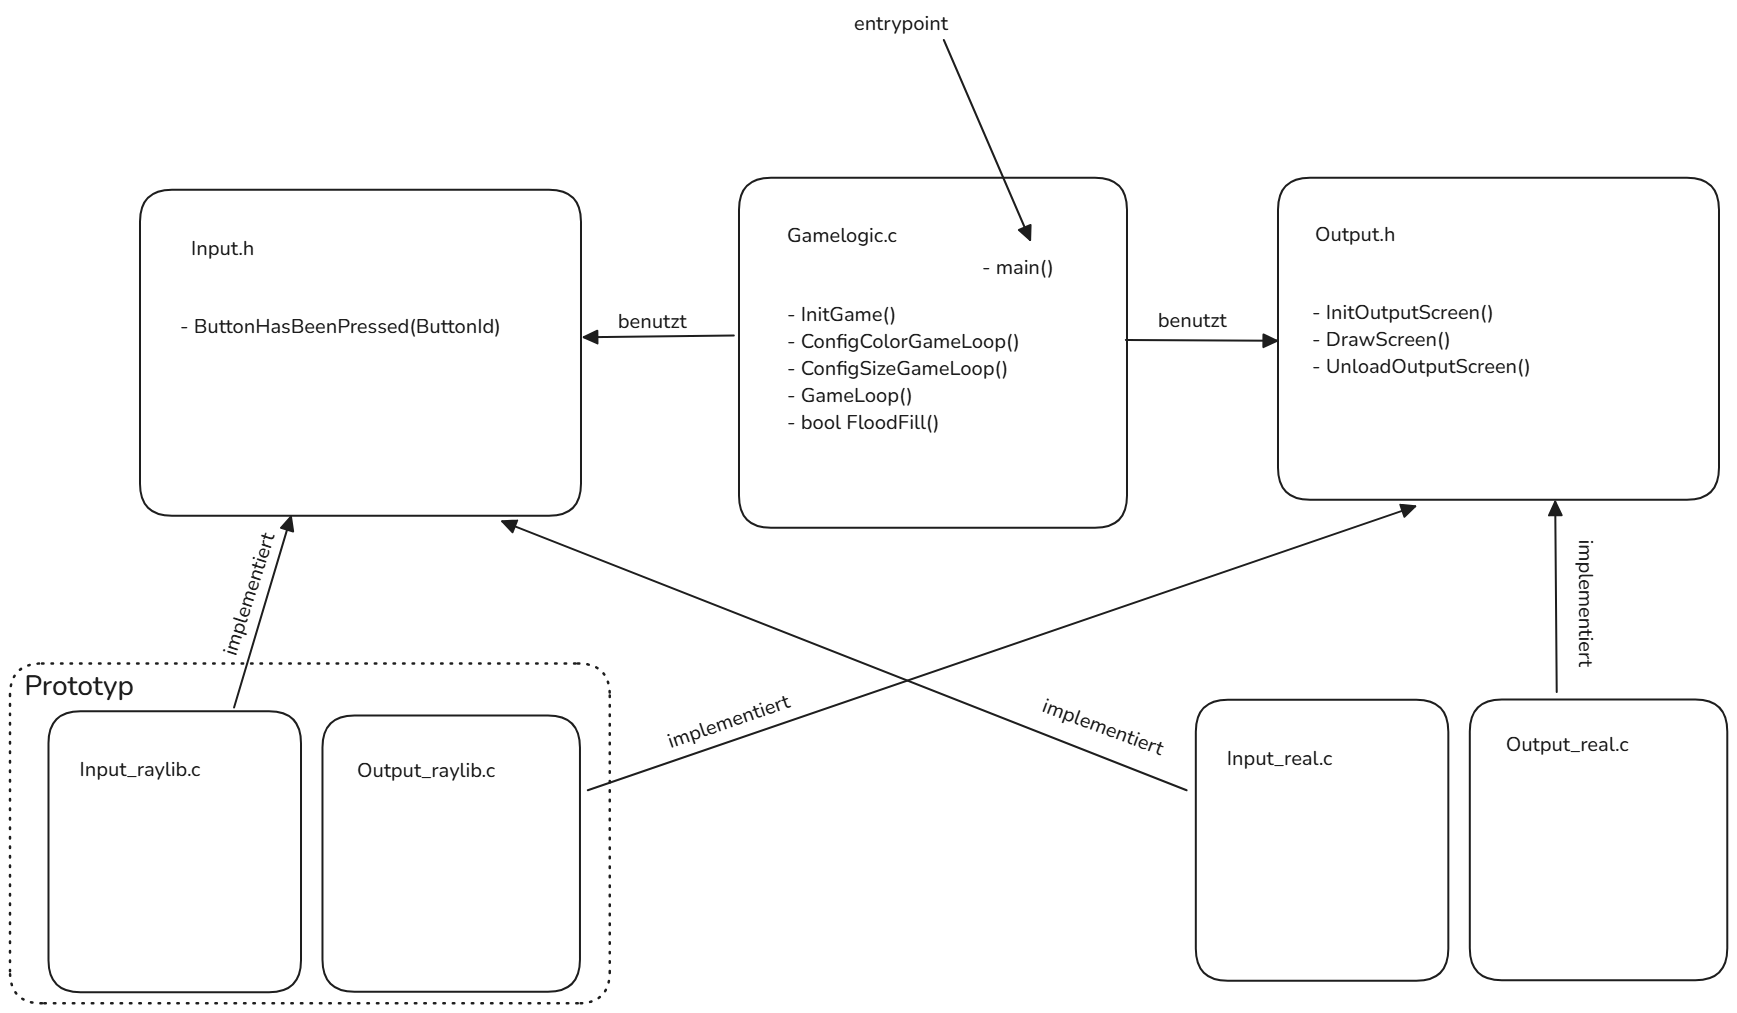 entrypoint
Input.h
- ButtonHasBeenPressed(ButtonId)
benutzt
Gamelogic.c
- main()
- InitGame()
- ConfigColorGameLoop()
- ConfigSizeGameLoop()
- GameLoop()
- bool FloodFill()
benutzt
Output.h
- InitOutputScreen()
- DrawScreen()
- UnloadOutputScreen()
implementiert
implementiert
implementiert
implementiert
Prototyp
Input_raylib.c
Output_raylib.c
Input_real.c
Output_real.c